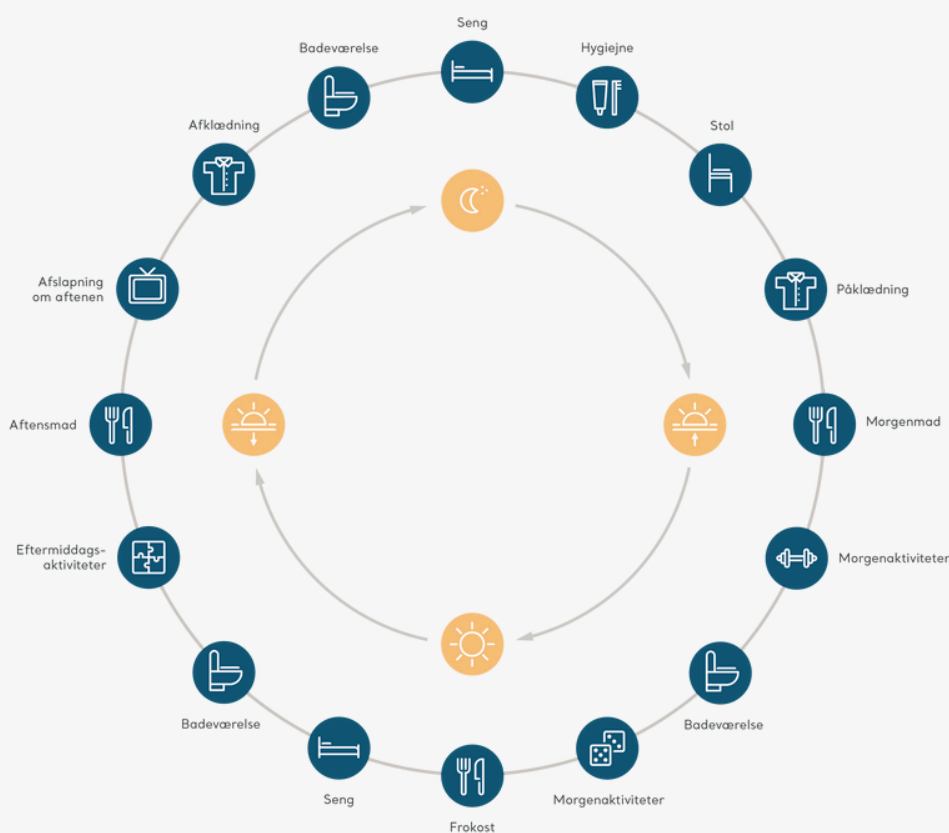 Seng
Hygiejne
Stol
Påklædning
Morgenmad
Morgenaktiviteter
Badeværelse
Morgenaktiviteter
Frokost
Seng
Badeværelse
Eftermiddags-
aktiviteter
Aftensmad
Afslapning
om aftenen
Afklædning
Badeværelse